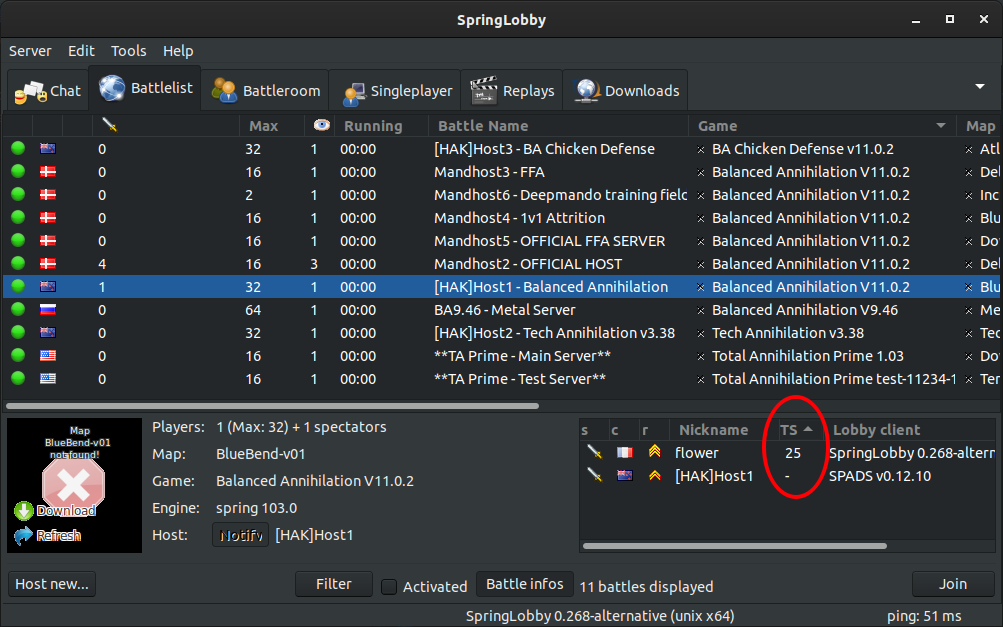 SpringLobby
Server Edit Tools Help
Chat Battlelist Battleroom Singleplayer Replays Downloads
Max Running Battle Name Game Map
0 32 1 00:00 [HAK]Host3 - BA Chicken Defense × BA Chicken Defense v11.0.2 × Atl
0 16 1 00:00 Mandhost3 - FFA × Balanced Annihilation V11.0.2 × Del
0 2 1 00:00 Mandhost6 - Deepmando training field × Balanced Annihilation V11.0.2 × Inc
0 16 1 00:00 Mandhost4 - 1v1 Attrition × Balanced Annihilation V11.0.2 × Blu
0 16 1 00:00 Mandhost5 - OFFICIAL FFA SERVER × Balanced Annihilation V11.0.2 × Dov
4 16 3 00:00 Mandhost2 - OFFICIAL HOST × Balanced Annihilation V11.0.2 × Del
1 32 1 00:00 [HAK]Host1 - Balanced Annihilation × Balanced Annihilation V11.0.2 × Blu
0 64 1 00:00 BA9.46 - Metal Server × Balanced Annihilation V9.46 × Me
0 32 1 00:00 [HAK]Host2 - Tech Annihilation v3.38 × Tech Annihilation v3.38 × Tec
0 16 1 00:00 **TA Prime - Main Server** × Total Annihilation Prime 1.03 × Dov
0 16 1 00:00 **TA Prime - Test Server** × Total Annihilation Prime test-11234-1 × Ter
Map
BlueBend-v01
not found!
Download
Refresh
Players: 1 (Max: 32) + 1 spectators
Map: BlueBend-v01
Game: Balanced Annihilation V11.0.2
Engine: spring 103.0
Host: Notify [HAK]Host1
s c r Nickname TS Lobby client
flower 25 SpringLobby 0.268-altern
[HAK]Host1 - SPADS v0.12.10
Host new... Filter Activated Battle infos 11 battles displayed Join
SpringLobby 0.268-alternative (unix x64) ping: 51 ms